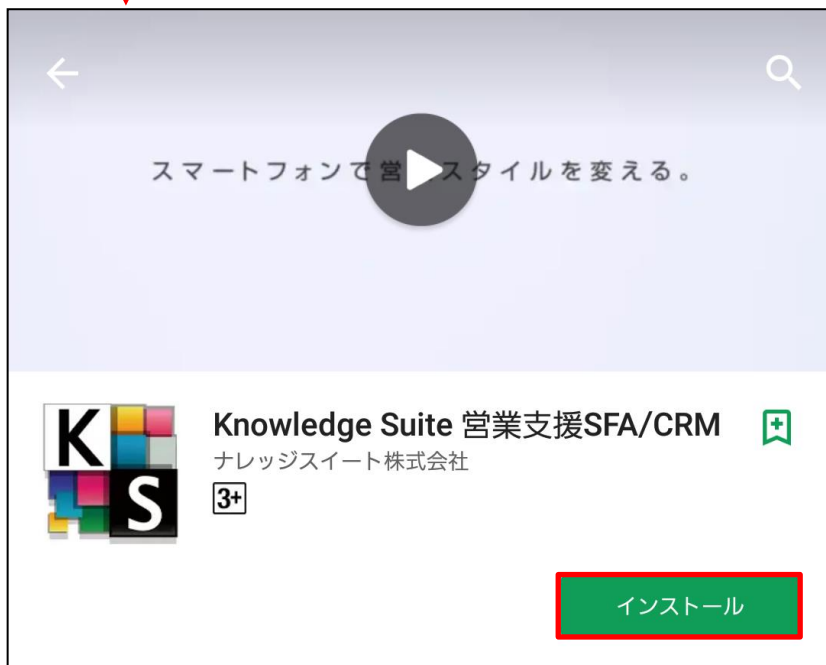 スマートフォンで営スタイルを変える。
K
S
Knowledge Suite 営業支援SFA/CRM
ナレッジスイート株式会社
3+
インストール